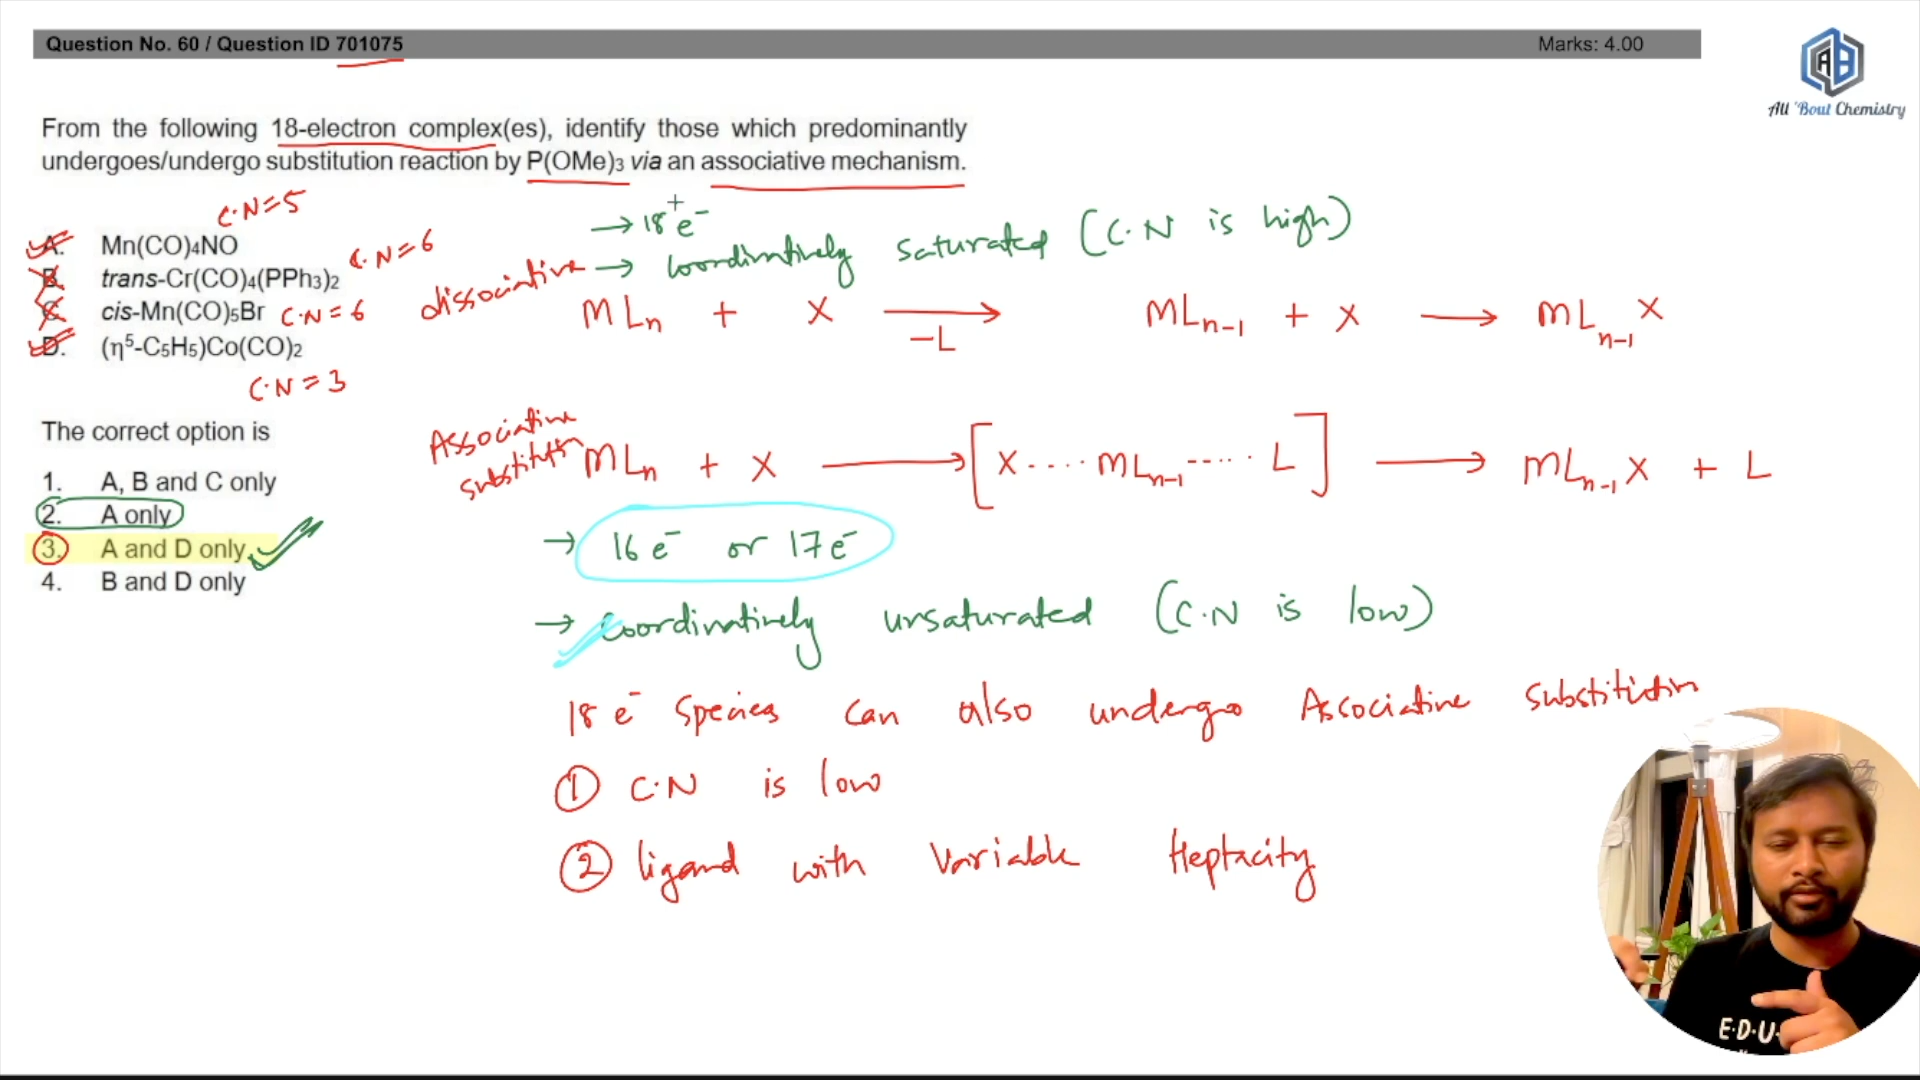 Question No. 60 / Question ID 701075 Marks: 4.00
All 'Bout Chemistry
From the following 18-electron complex(es), identify those which predominantly
undergoes/undergo substitution reaction by P(OMe)3 via an associative mechanism.
C·N=5
A. Mn(CO)4NO
C·N=6
B. trans-Cr(CO)4(PPh3)2
C. cis-Mn(CO)5Br C·N=6
D. (η5-C5H5)Co(CO)2
C·N=3
The correct option is
1. A, B and C only
2. A only
3. A and D only
4. B and D only
→ 18 e-
→ Coordinatively saturated (C·N is high)
dissociative
MLn + X → -L MLn-1 + X → MLn-1 X
Associative
substitution
MLn + X → [X ···· MLn-1 ····· L] → MLn-1 X + L
→ 16 e- or 17 e-
→ Coordinatively unsaturated (C·N is low)
18 e- Species can also undergo Associative substitution
① C·N is low
② ligand with Variable Heptacity
E·D·U·